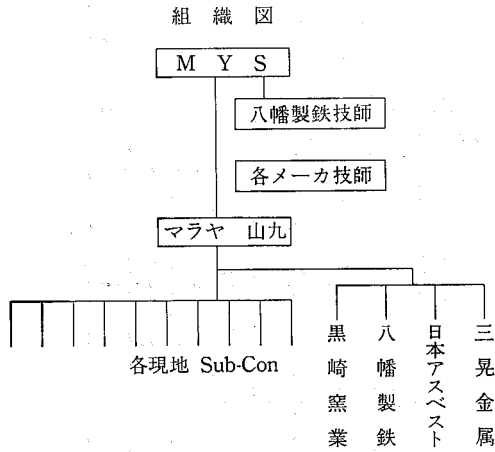 組織図
MYS
八幡製鉄技師
各メーカ技師
マラヤ 山九
各現地 Sub-Con
黒崎窯業
八幡製鉄
日本アスベスト
三晃金属